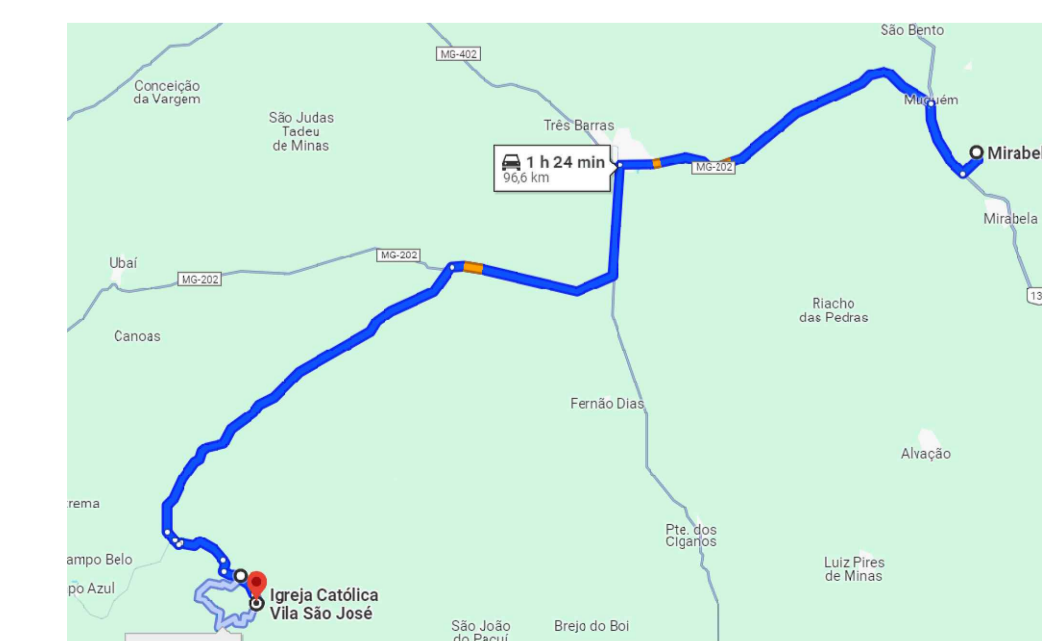 São Bento
MG-402
Conceição
da Vargem
Muquém
São Judas
Tadeu
de Minas
Três Barras
1 h 24 min
96,6 km
MG-202
Mirabel
Mirabela
Ubaí
MG-202
MG-202
13
Riacho
das Pedras
Canoas
Fernão Dias
Alvação
rema
Pte. dos
Ciganos
ampo Belo
po Azul
Luiz Pires
de Minas
Igreja Católica
Vila São José
São João
do Pacuí
Brejo do Boi